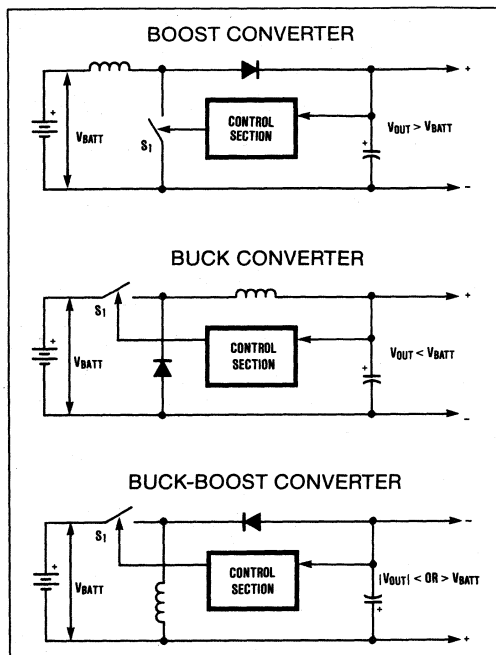 BOOST CONVERTER
+
+
VBATT
S1
CONTROL
SECTION
+
VOUT > VBATT
−
BUCK CONVERTER
S1
+
+
VBATT
CONTROL
SECTION
+
VOUT < VBATT
−
BUCK-BOOST CONVERTER
S1
−
+
VBATT
CONTROL
SECTION
|VOUT| < OR > VBATT
+
+